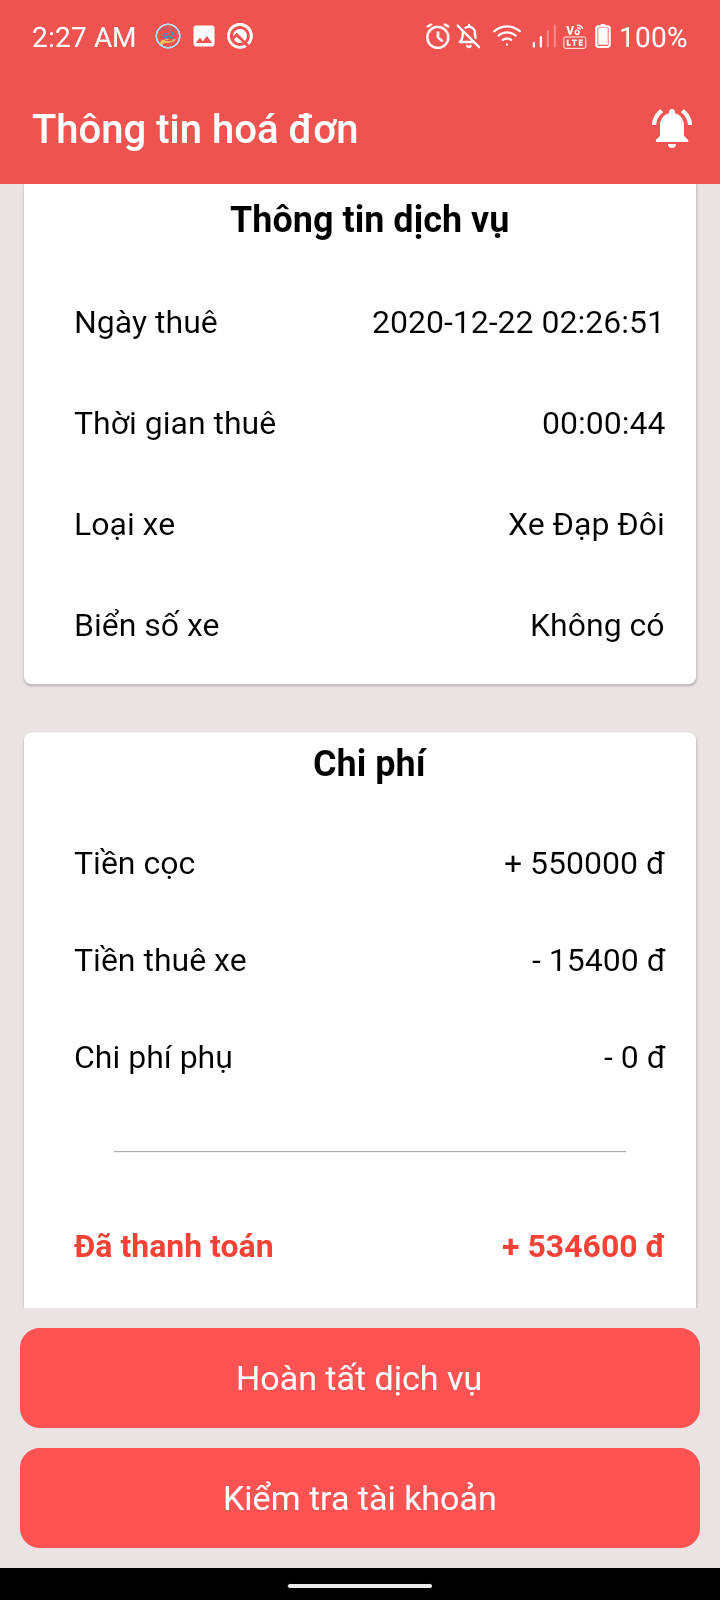 2:27 AM 100%
Thông tin hoá đơn
Thông tin dịch vụ
Ngày thuê 2020-12-22 02:26:51
Thời gian thuê 00:00:44
Loại xe Xe Đạp Đôi
Biển số xe Không có
Chi phí
Tiền cọc + 550000 đ
Tiền thuê xe - 15400 đ
Chi phí phụ - 0 đ
Đã thanh toán + 534600 đ
Hoàn tất dịch vụ
Kiểm tra tài khoản